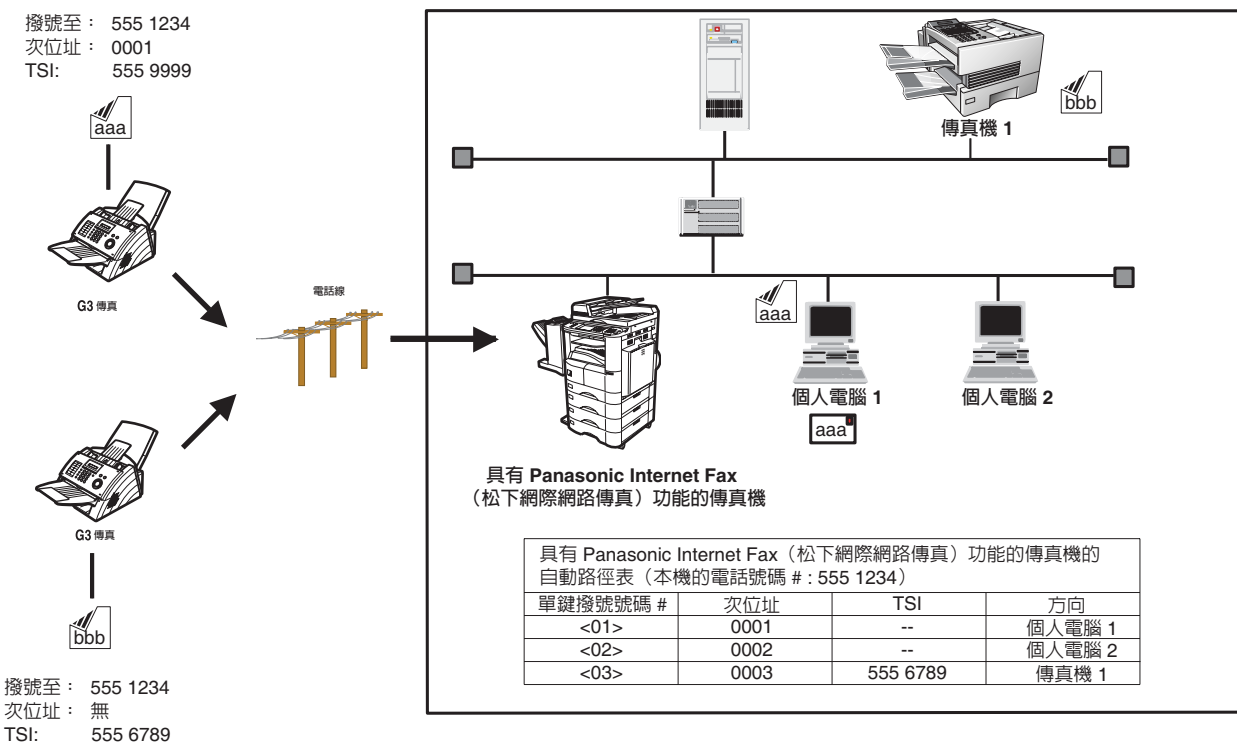 撥號至： 555 1234
次位址： 0001
TSI: 555 9999
aaa
G3 傳真
電話線
G3 傳真
bbb
撥號至： 555 1234
次位址： 無
TSI: 555 6789
bbb
傳真機 1
aaa
個人電腦 1
aaa
個人電腦 2
具有 Panasonic Internet Fax
（松下網際網路傳真）功能的傳真機
具有 Panasonic Internet Fax（松下網際網路傳真）功能的傳真機的
自動路徑表（本機的電話號碼 # : 555 1234）
單鍵撥號號碼 # 次位址 TSI 方向
<01> 0001 -- 個人電腦 1
<02> 0002 -- 個人電腦 2
<03> 0003 555 6789 傳真機 1